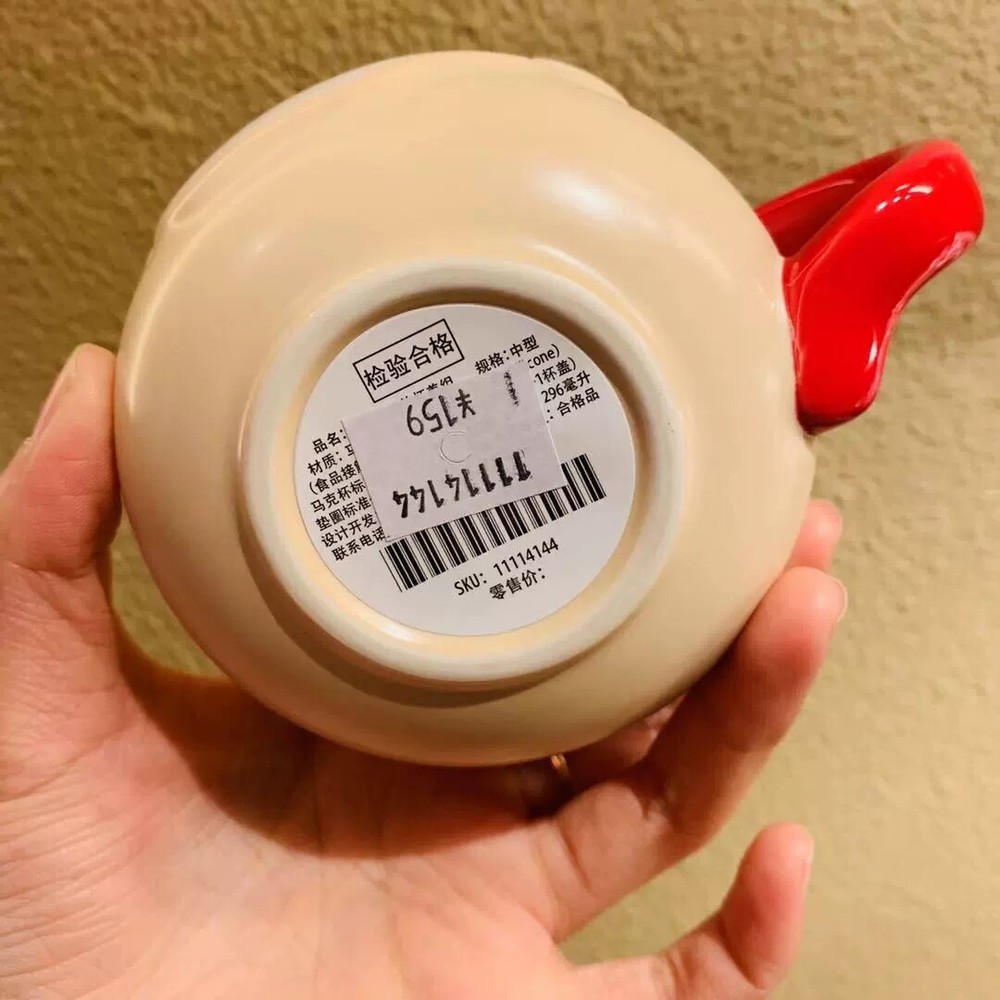 检验合格
规格:中型
cone)
1杯盖)
296毫升
: 合格品
品名:
材质:
(食品接
马克杯标
垫圈标准
设计开发
联系电话
¥159
11114144
SKU: 11114144
零售价: